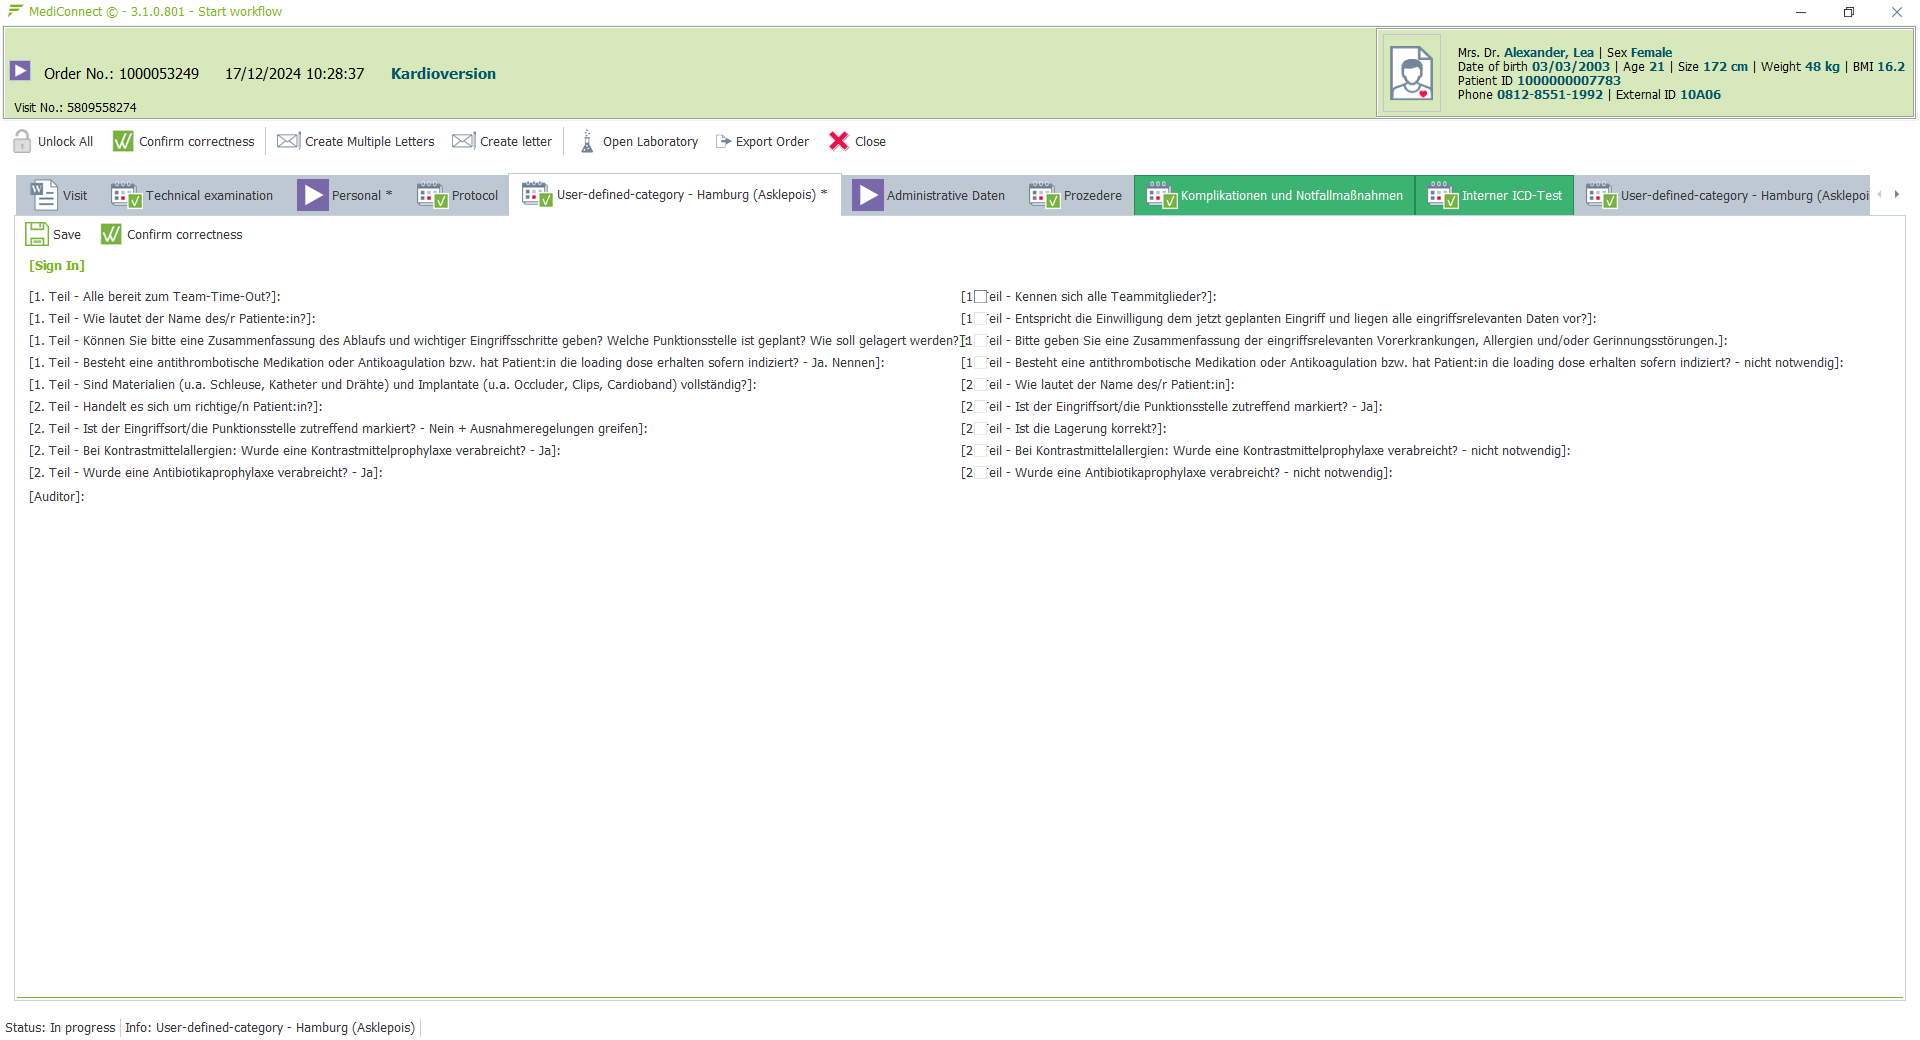 MediConnect © - 3.1.0.801 - Start workflow
Order No.: 1000053249 17/12/2024 10:28:37 Kardioversion
Visit No.: 5809558274
Mrs. Dr. Alexander, Lea | Sex Female
Date of birth 03/03/2003 | Age 21 | Size 172 cm | Weight 48 kg | BMI 16.2
Patient ID 1000000007783
Phone 0812-8551-1992 | External ID 10A06
Unlock All Confirm correctness Create Multiple Letters Create letter Open Laboratory Export Order Close
Visit Technical examination Personal * Protocol User-defined-category - Hamburg (Asklepois) * Administrative Daten Prozedere Komplikationen und Notfallmaßnahmen Interner ICD-Test User-defined-category - Hamburg (Asklepoi
Save Confirm correctness
[Sign In]
[1. Teil - Alle bereit zum Team-Time-Out?]: [1 eil - Kennen sich alle Teammitglieder?]:
[1. Teil - Wie lautet der Name des/r Patiente:in?]: [1 eil - Entspricht die Einwilligung dem jetzt geplanten Eingriff und liegen alle eingriffsrelevanten Daten vor?]:
[1. Teil - Können Sie bitte eine Zusammenfassung des Ablaufs und wichtiger Eingriffsschritte geben? Welche Punktionsstelle ist geplant? Wie soll gelagert werden?] [1 eil - Bitte geben Sie eine Zusammenfassung der eingriffsrelevanten Vorerkrankungen, Allergien und/oder Gerinnungsstörungen.]:
[1. Teil - Besteht eine antithrombotische Medikation oder Antikoagulation bzw. hat Patient:in die loading dose erhalten sofern indiziert? - Ja. Nennen]: [1 eil - Besteht eine antithrombotische Medikation oder Antikoagulation bzw. hat Patient:in die loading dose erhalten sofern indiziert? - nicht notwendig]:
[1. Teil - Sind Materialien (u.a. Schleuse, Katheter und Drähte) und Implantate (u.a. Occluder, Clips, Cardioband) vollständig?]: [2 eil - Wie lautet der Name des/r Patient:in]:
[2. Teil - Handelt es sich um richtige/n Patient:in?]: [2 eil - Ist der Eingriffsort/die Punktionsstelle zutreffend markiert? - Ja]:
[2. Teil - Ist der Eingriffsort/die Punktionsstelle zutreffend markiert? - Nein + Ausnahmeregelungen greifen]: [2 eil - Ist die Lagerung korrekt?]:
[2. Teil - Bei Kontrastmittelallergien: Wurde eine Kontrastmittelprophylaxe verabreicht? - Ja]: [2 eil - Bei Kontrastmittelallergien: Wurde eine Kontrastmittelprophylaxe verabreicht? - nicht notwendig]:
[2. Teil - Wurde eine Antibiotikaprophylaxe verabreicht? - Ja]: [2 eil - Wurde eine Antibiotikaprophylaxe verabreicht? - nicht notwendig]:
[Auditor]:
Status: In progress Info: User-defined-category - Hamburg (Asklepois)